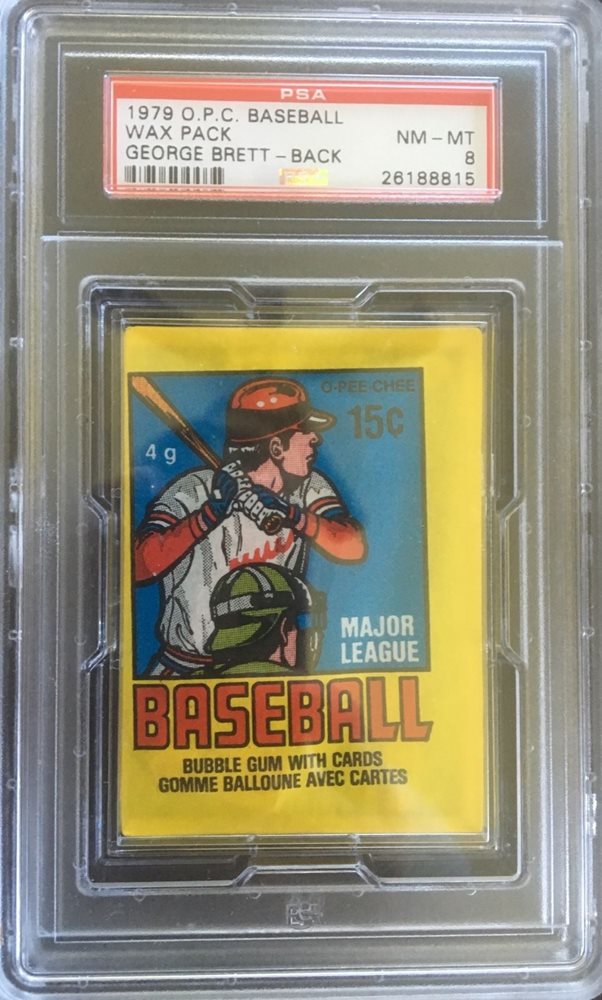 PSA
1979 O.P.C. BASEBALL
WAX PACK NM - MT
GEORGE BRETT - BACK 8
26188815
O-PEE-CHEE
15¢
4 g
MAJOR
LEAGUE
BASEBALL
BUBBLE GUM WITH CARDS
GOMME BALLOUNE AVEC CARTES